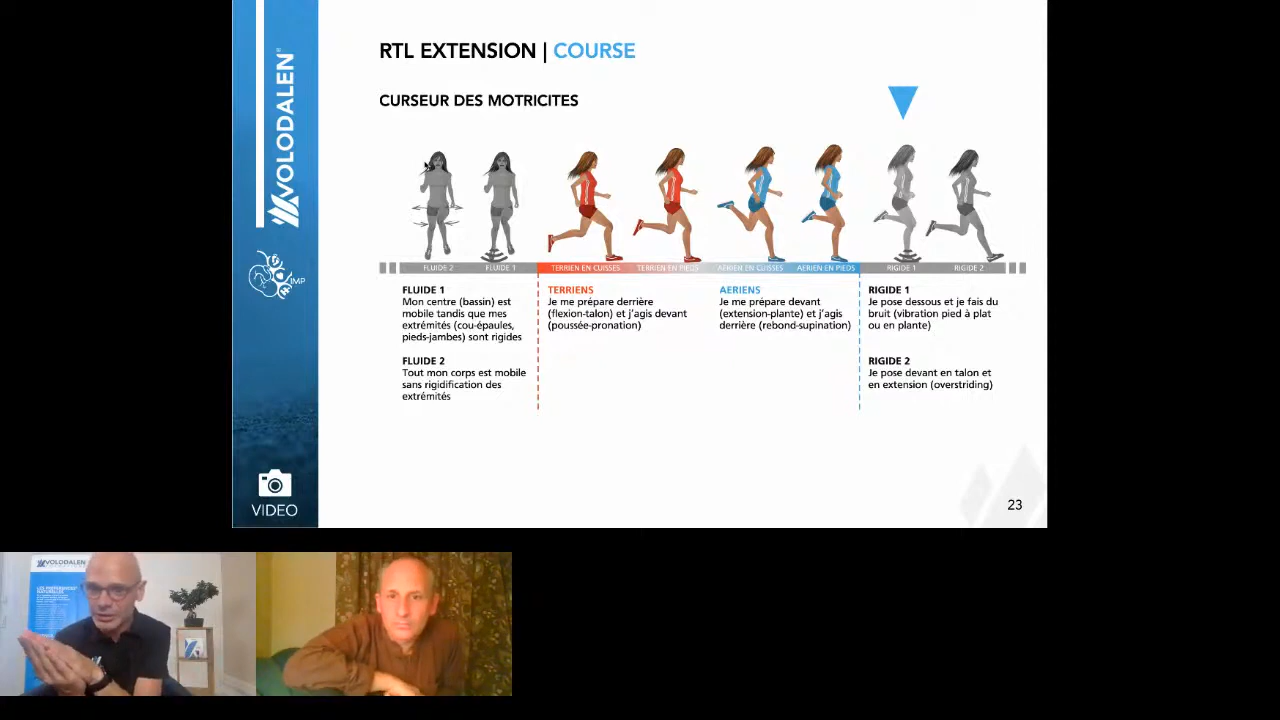 VOLODALEN
IMP
VIDEO
RTL EXTENSION | COURSE
CURSEUR DES MOTRICITES
FLUIDE 2
FLUIDE 1
TERRIEN EN CUISSES
TERRIEN EN PIEDS
AÉRIEN EN CUISSES
AÉRIEN EN PIEDS
RIGIDE 1
RIGIDE 2
FLUIDE 1
Mon centre (bassin) est
mobile tandis que mes
extrémités (cou-épaules,
pieds-jambes) sont rigides
FLUIDE 2
Tout mon corps est mobile
sans rigidification des
extrémités
TERRIENS
Je me prépare derrière
(flexion-talon) et j'agis devant
(poussée-pronation)
AERIENS
Je me prépare devant
(extension-plante) et j'agis
derrière (rebond-supination)
RIGIDE 1
Je pose dessous et je fais du
bruit (vibration pied à plat
ou en plante)
RIGIDE 2
Je pose devant en talon et
en extension (overstriding)
23
VOLODALEN